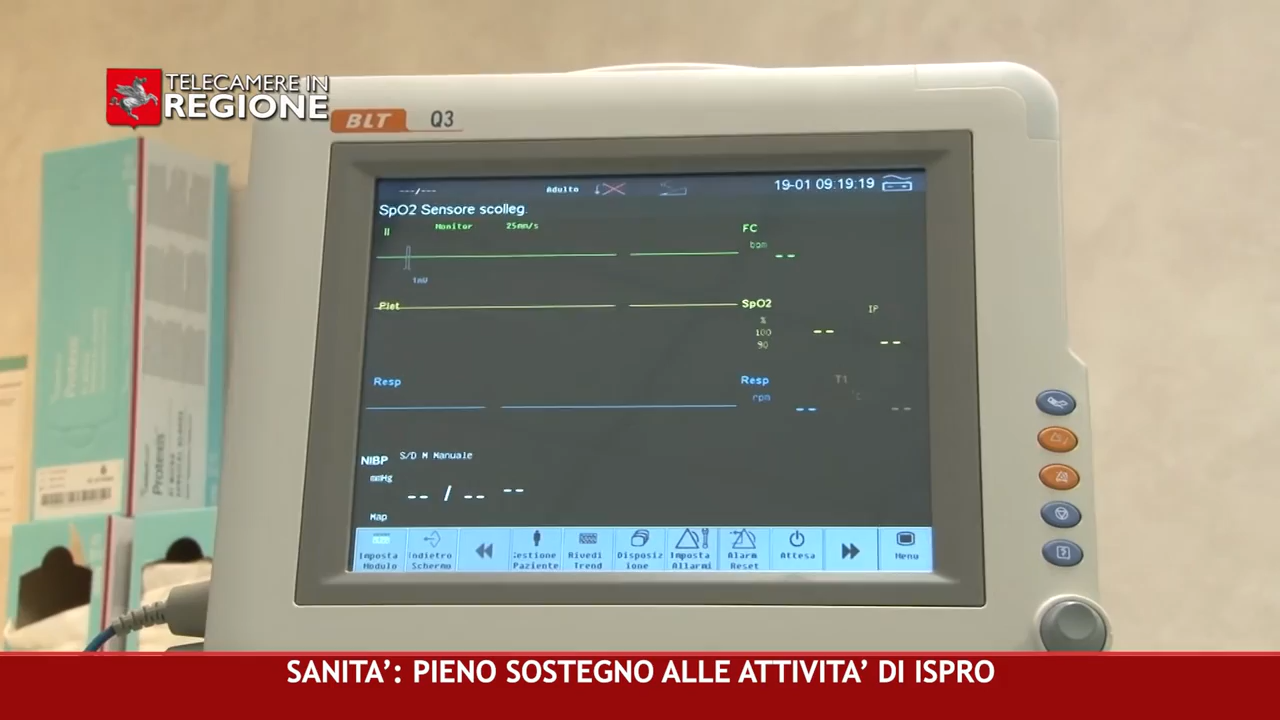 TELECAMERE IN
REGIONE
BLT Q3
--/-- Adulto 19-01 09:19:19
SpO2 Sensore scolleg.
II Monitor 25mm/s FC
bpm
--
1mV
Plet SpO2 IP
%
100 --
90 --
Resp Resp T1
rpm °c
-- --
NIBP S/D M Manuale
mmHg
-- / -- --
Map
Imposta Modulo
Indietro Schermo
Gestione Paziente
Rivedi Trend
Disposiz ione
Imposta Allarmi
Alarm Reset
Attesa
Menu
Protexis
SANITA': PIENO SOSTEGNO ALLE ATTIVITA' DI ISPRO